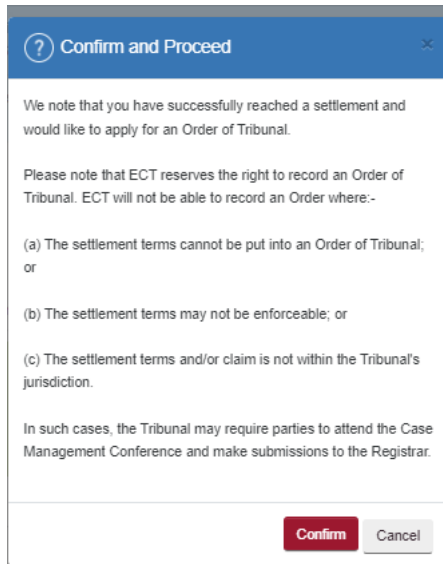 ? Confirm and Proceed ×
We note that you have successfully reached a settlement and
would like to apply for an Order of Tribunal.
Please note that ECT reserves the right to record an Order of
Tribunal. ECT will not be able to record an Order where:-
(a) The settlement terms cannot be put into an Order of Tribunal;
or
(b) The settlement terms may not be enforceable; or
(c) The settlement terms and/or claim is not within the Tribunal's
jurisdiction.
In such cases, the Tribunal may require parties to attend the Case
Management Conference and make submissions to the Registrar.
Confirm Cancel